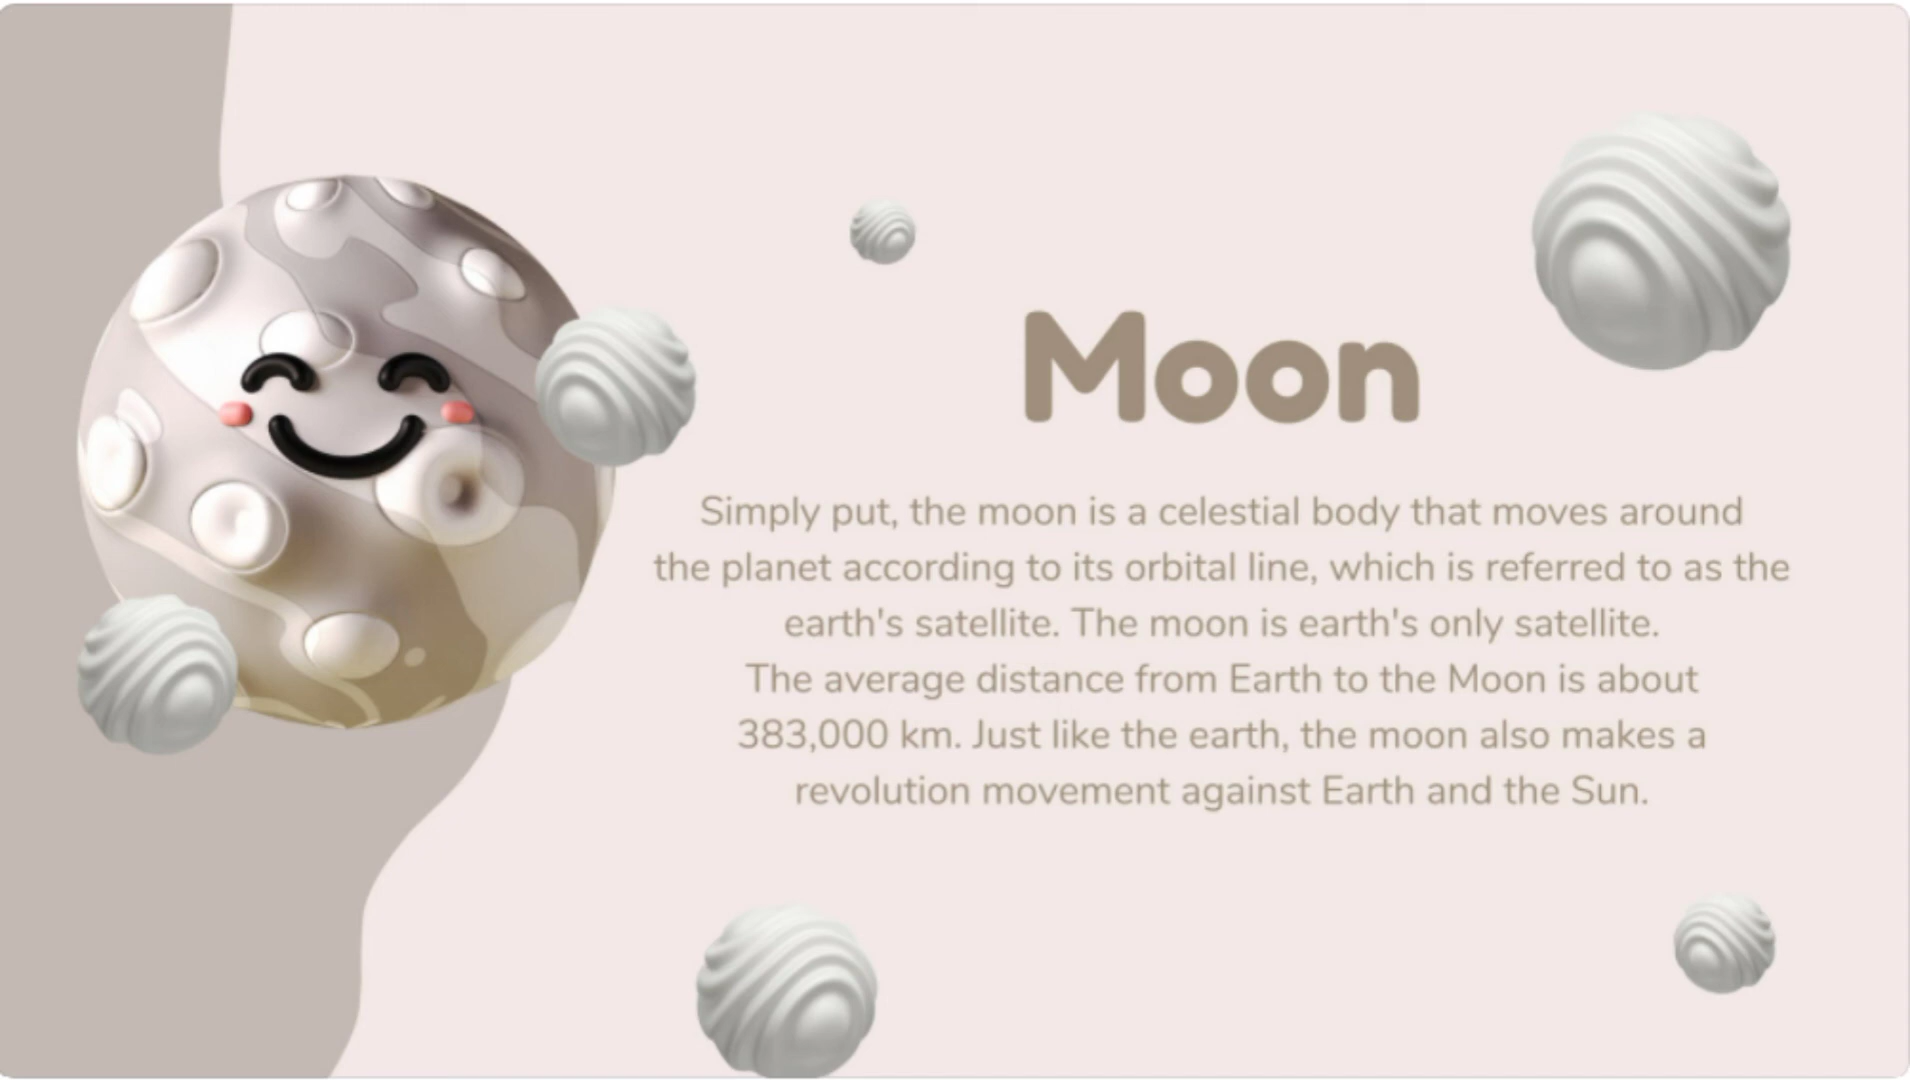 Moon
Simply put, the moon is a celestial body that moves around
the planet according to its orbital line, which is referred to as the
earth's satellite. The moon is earth's only satellite.
The average distance from Earth to the Moon is about
383,000 km. Just like the earth, the moon also makes a
revolution movement against Earth and the Sun.